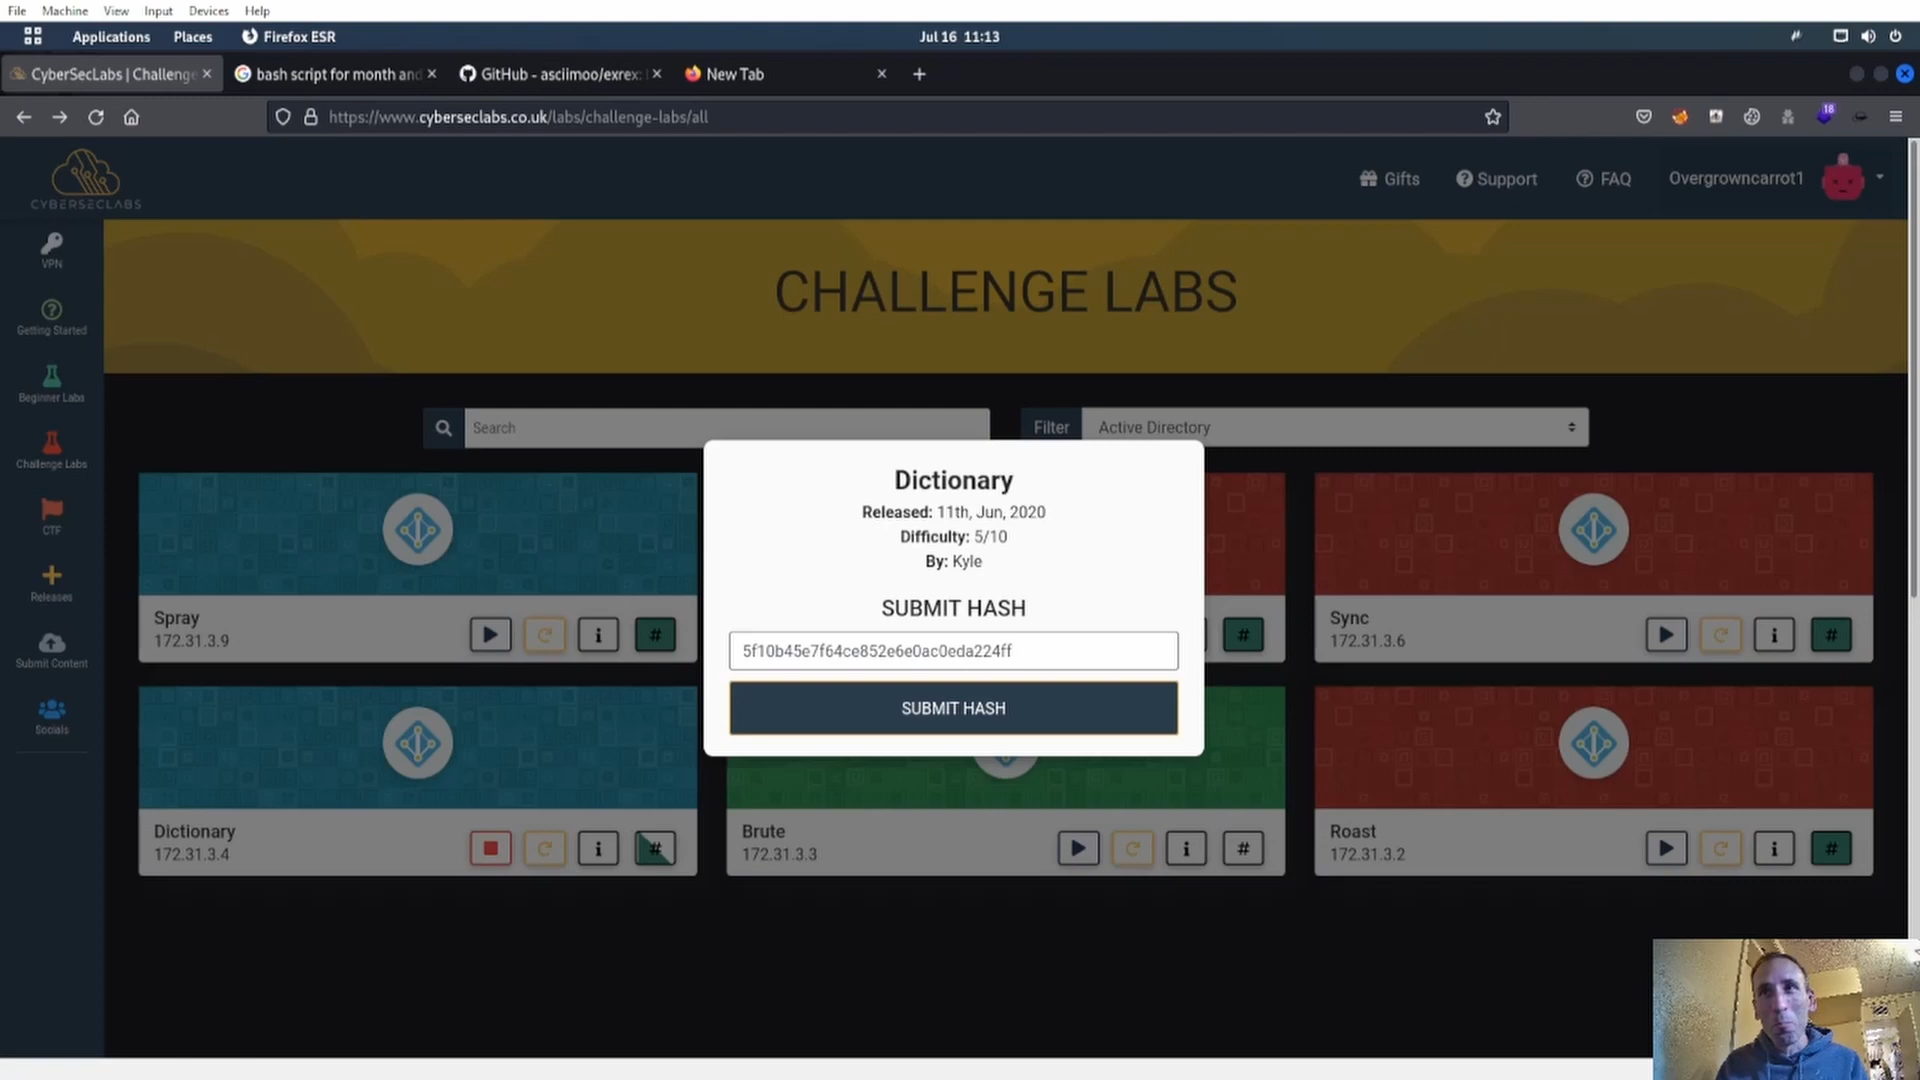 File Machine View Input Devices Help
Applications Places Firefox ESR Jul 16 11:13
CyberSecLabs | Challenge bash script for month and GitHub - asciimoo/exrex: New Tab
https://www.cyberseclabs.co.uk/labs/challenge-labs/all 18
CYBERSECLABS
Gifts Support FAQ Overgrowncarrot1
VPN
Getting Started
Beginner Labs
Challenge Labs
CTF
Releases
Submit Content
Socials
CHALLENGE LABS
Search Filter Active Directory
Dictionary
Released: 11th, Jun, 2020
Difficulty: 5/10
By: Kyle
SUBMIT HASH
5f10b45e7f64ce852e6e0ac0eda224ff
SUBMIT HASH
Spray
172.31.3.9
#
#
Sync
172.31.3.6
#
Dictionary
172.31.3.4
#
Brute
172.31.3.3
#
Roast
172.31.3.2
#